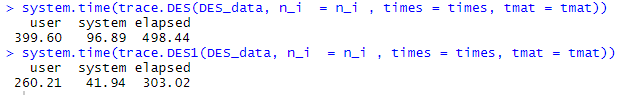 > system.time(trace.DES(DES_data, n_i  = n_i , times = times, tmat = tmat))
   user  system elapsed
 399.60   96.89  498.44
> system.time(trace.DES1(DES_data, n_i  = n_i , times = times, tmat = tmat))
   user  system elapsed
 260.21   41.94  303.02